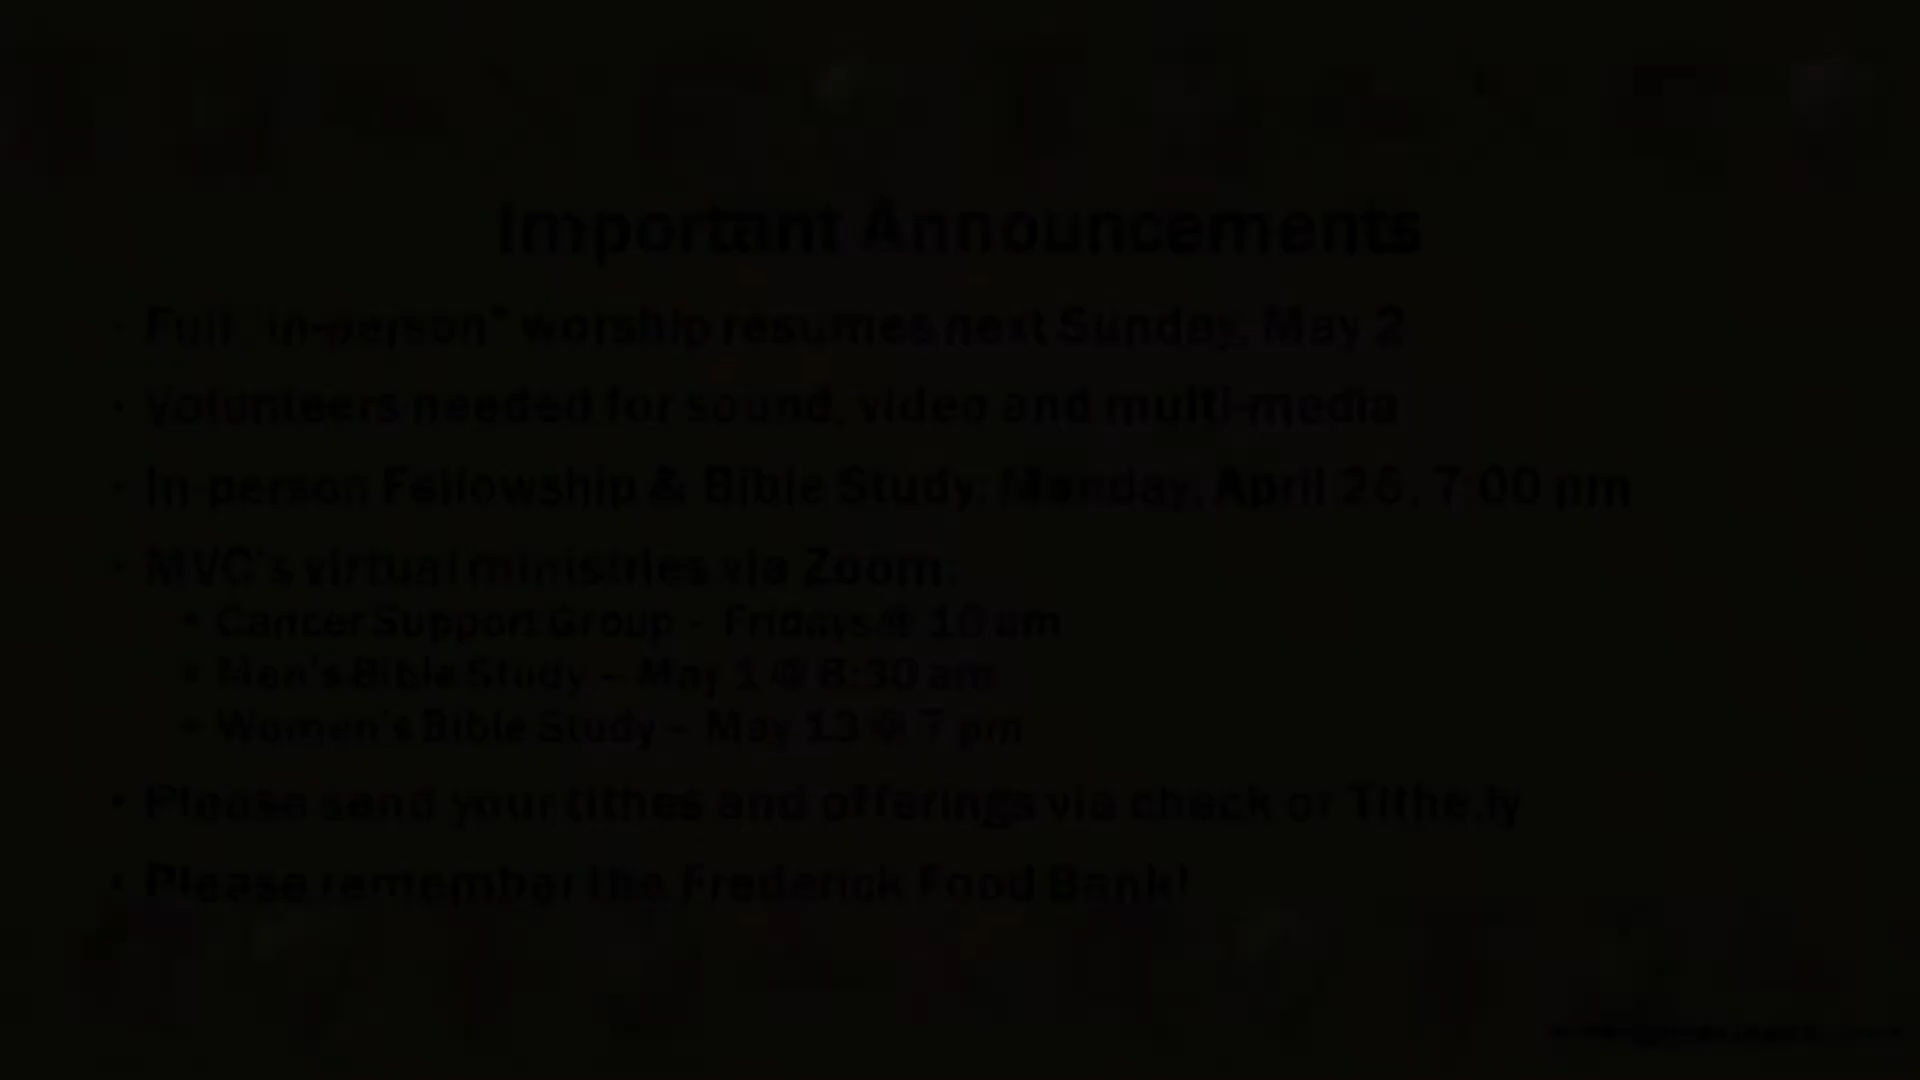 Important Announcements
• Full "in-person" worship resumes next Sunday, May 2
• Volunteers needed for sound, video and multi-media
• In-person Fellowship & Bible Study: Monday, April 26, 7:00 pm
• MVC's virtual ministries via Zoom:
• Cancer Support Group - Fridays @ 10 am
• Men's Bible Study – May 1 @ 8:30 am
• Women's Bible Study – May 13 @ 7 pm
• Please send your tithes and offerings via check or Tithe.ly
• Please remember the Frederick Food Bank!